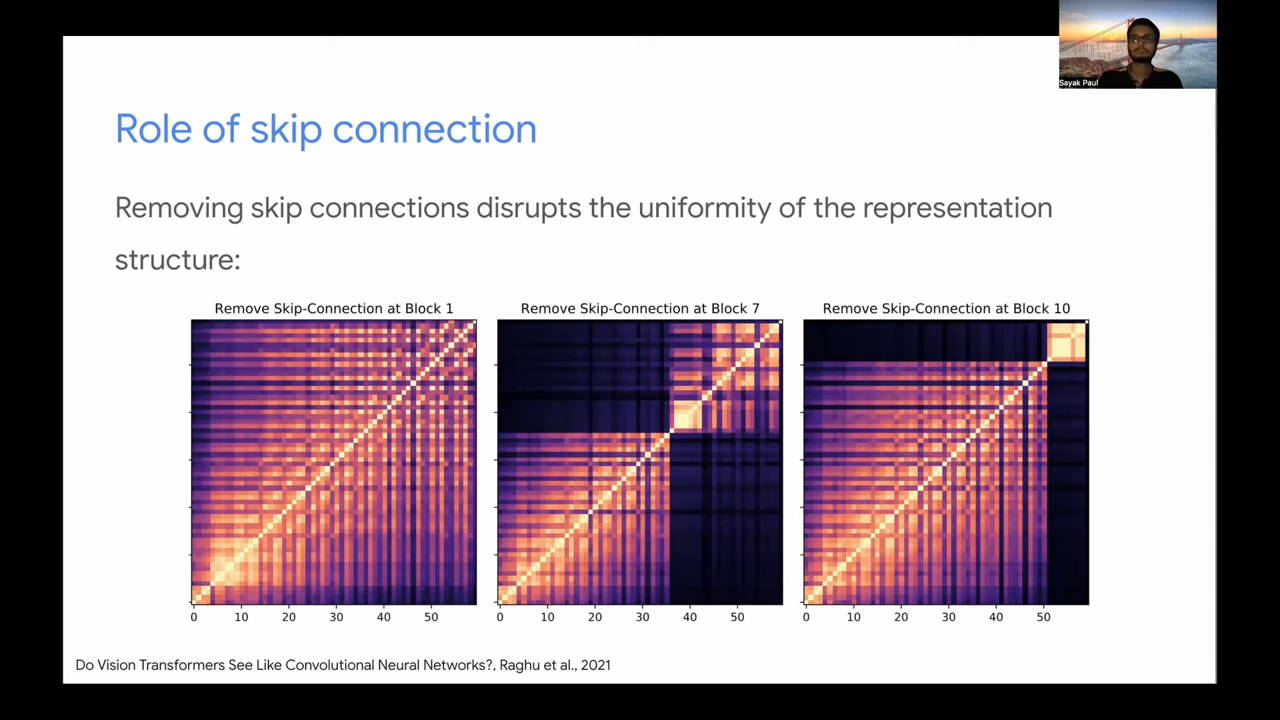 Sayak Paul
Role of skip connection
Removing skip connections disrupts the uniformity of the representation
structure:
Remove Skip-Connection at Block 1
Remove Skip-Connection at Block 7
Remove Skip-Connection at Block 10
0 10 20 30 40 50
0 10 20 30 40 50
0 10 20 30 40 50
Do Vision Transformers See Like Convolutional Neural Networks?, Raghu et al., 2021